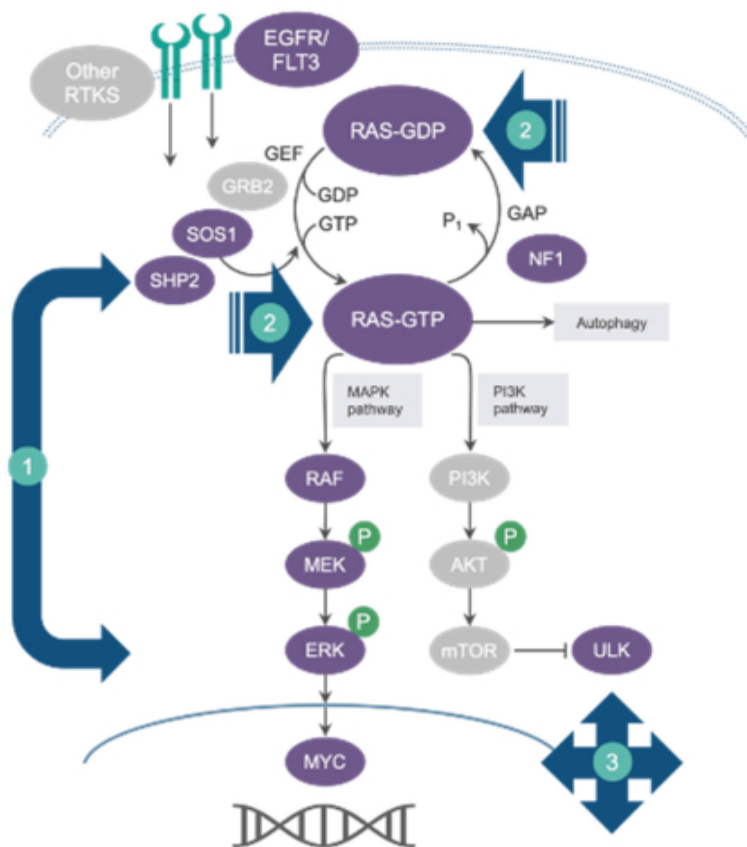 EGFR/
FLT3
Other
RTKS
RAS-GDP
2
GEF
GRB2
GDP
GTP
P1
GAP
SOS1
NF1
SHP2
2
RAS-GTP
Autophagy
MAPK
pathway
PI3K
pathway
1
RAF
PI3K
P
P
MEK
AKT
P
ERK
mTOR
ULK
MYC
3